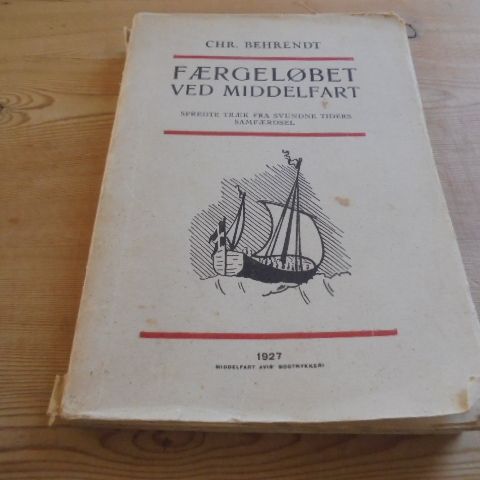 CHR. BEHRENDT
FÆRGELØBET
VED MIDDELFART
SPREDTE TRÆK FRA SVUNDNE TIDERS
SAMFÆRDSEL
1927
MIDDELFART AVIS' BOGTRYKKERI